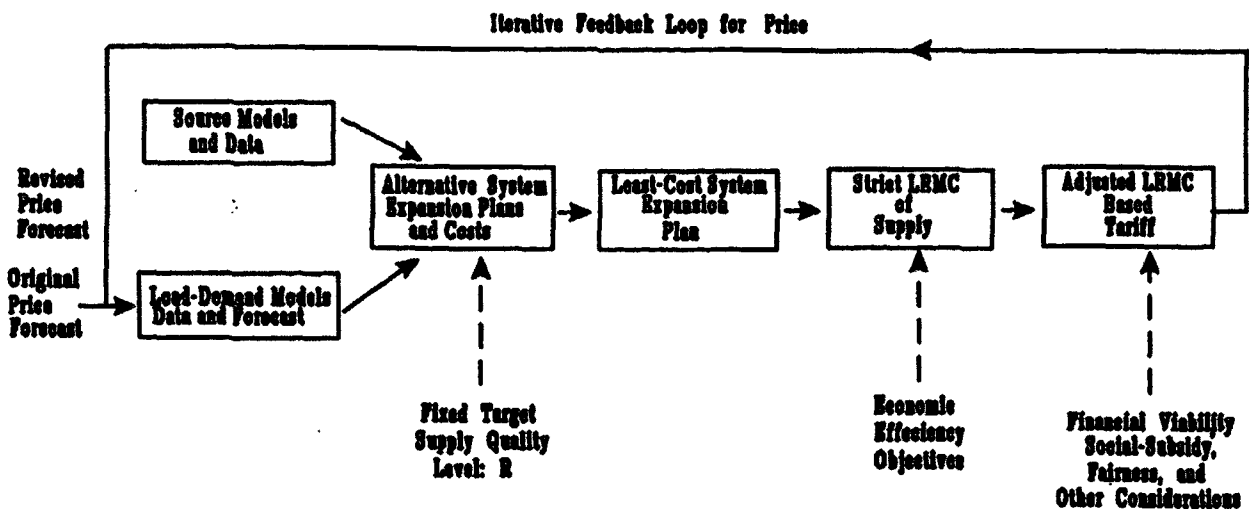 Iterative Feedback Loop for Price
Source Models
and Data
Revised
Price
Forecast
Original
Price
Forecast
Load-Demand Models
Data and Forecast
Alternative System
Expansion Plans
and Costs
Least-Cost System
Expansion
Plan
Strict LRMC
of
Supply
Adjusted LRMC
Based
Tariff
Fixed Target
Supply Quality
Level: R
Economic
Effeciency
Objectives
Financial Viability
Social-Subsidy,
Fairness, and
Other Considerations